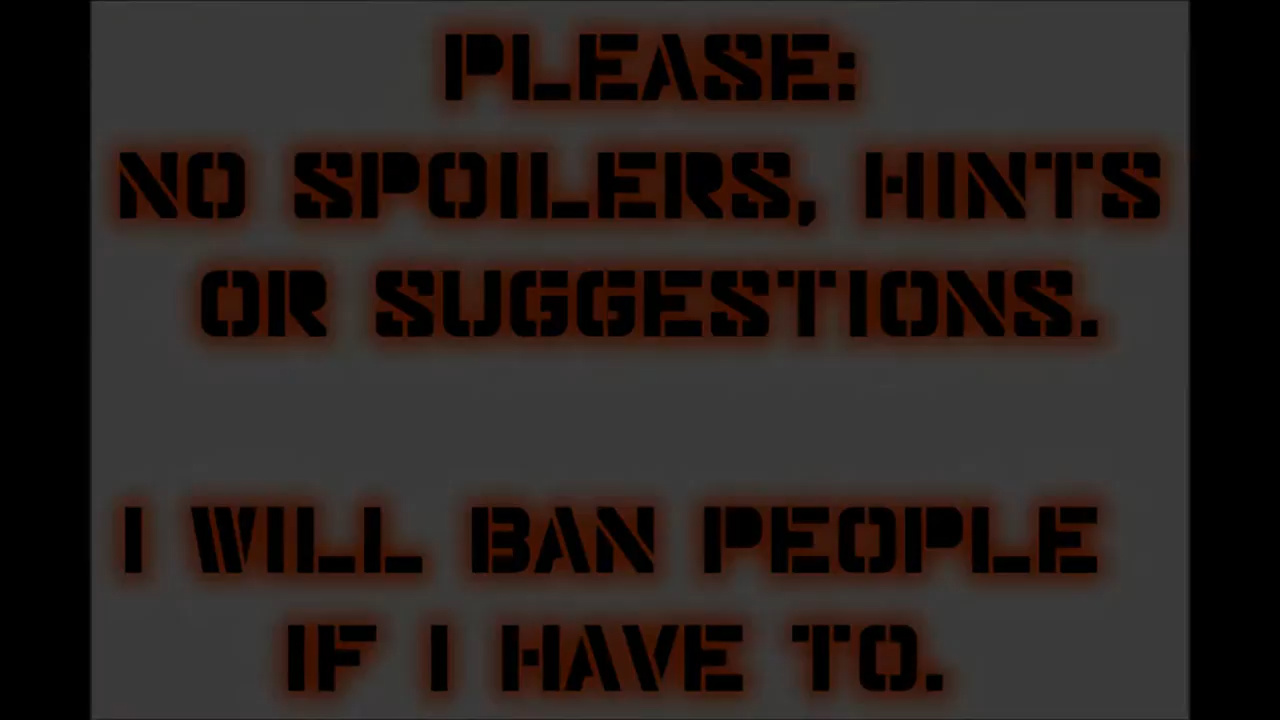 PLEASE:
NO SPOILERS, HINTS
OR SUGGESTIONS.
I WILL BAN PEOPLE
IF I HAVE TO.